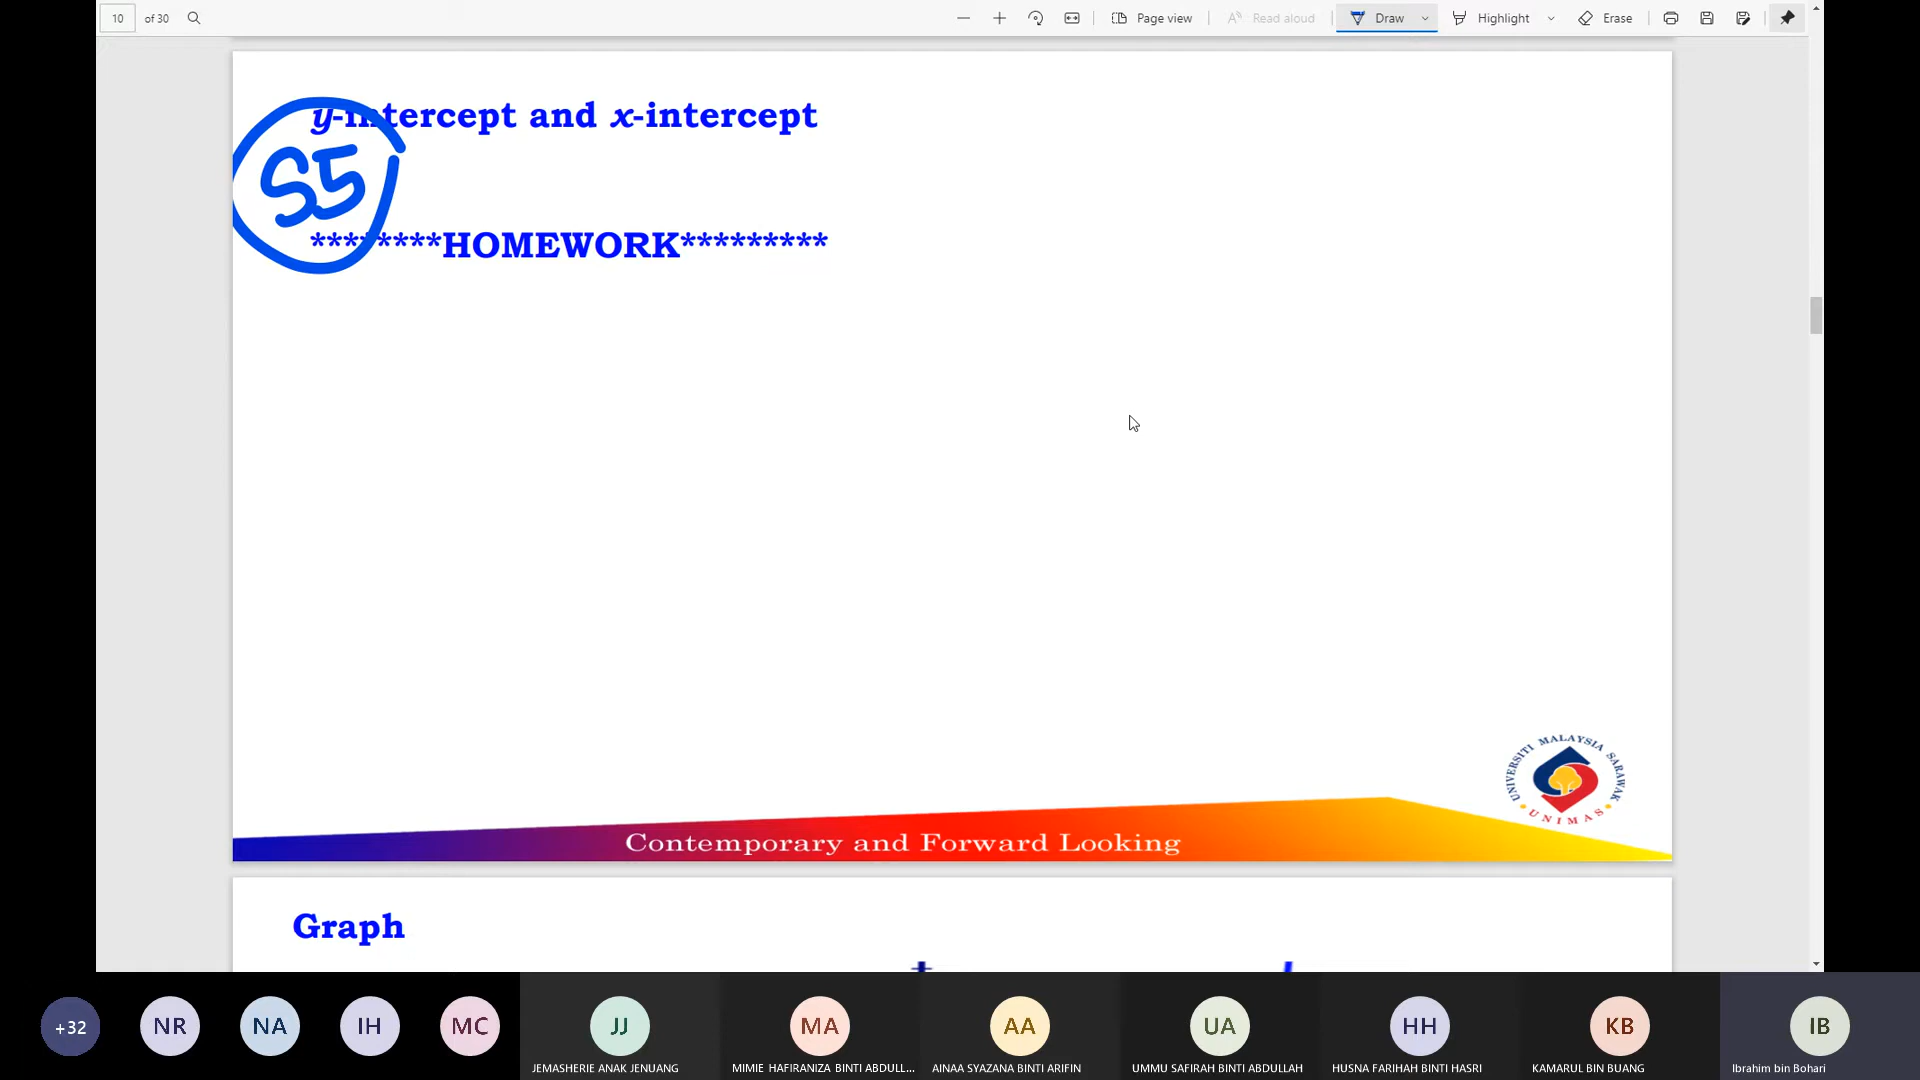 10 of 30 Page view Read aloud Draw Highlight Erase
y-intercept and x-intercept
S5
********HOMEWORK*********
UNIVERSITI MALAYSIA SARAWAK
UNIMAS
Contemporary and Forward Looking
Graph
+32 NR NA IH MC JJ MA AA UA HH KB IB
JEMASHERIE ANAK JENUANG MIMIE HAFIRANIZA BINTI ABDULL... AINAA SYAZANA BINTI ARIFIN UMMU SAFIRAH BINTI ABDULLAH HUSNA FARIHAH BINTI HASRI KAMARUL BIN BUANG Ibrahim bin Bohari